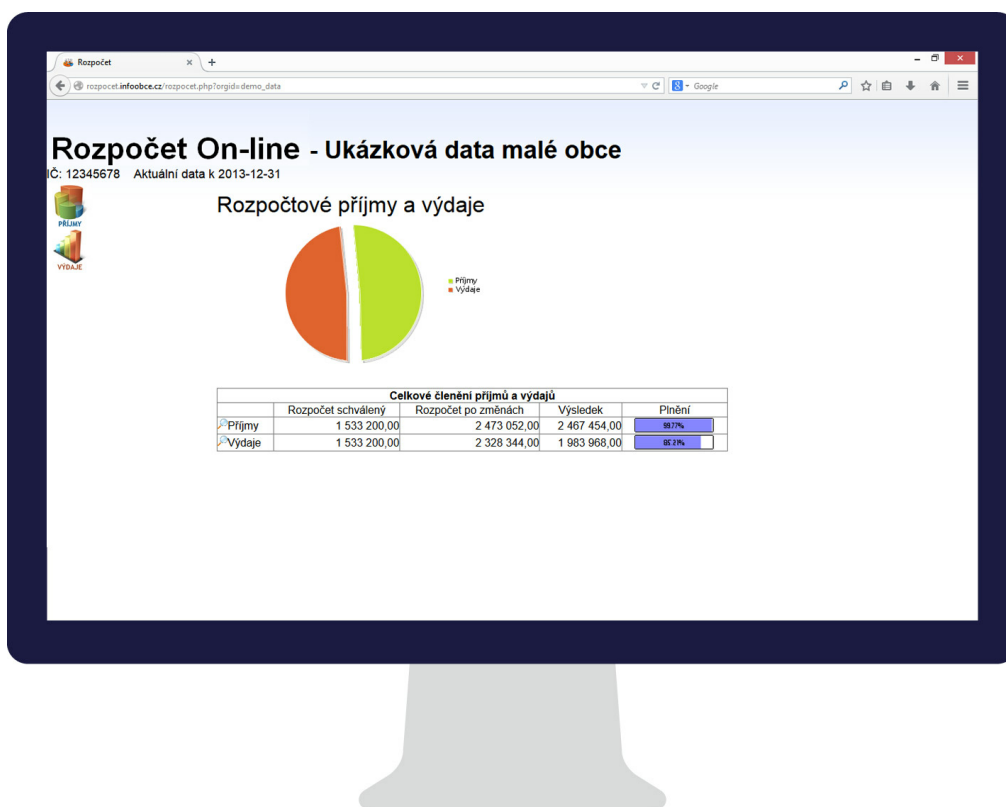 Rozpočet
rozpocet.infoobce.cz/rozpocet.php?orgid=demo_data
Google
Rozpočet On-line - Ukázková data malé obce
IČ: 12345678 Aktuální data k 2013-12-31
PŘÍJMY
VÝDAJE
Rozpočtové příjmy a výdaje
Příjmy
Výdaje
Celkové členění příjmů a výdajů
Rozpočet schválený Rozpočet po změnách Výsledek Plnění
Příjmy 1 533 200,00 2 473 052,00 2 467 454,00 99.77%
Výdaje 1 533 200,00 2 328 344,00 1 983 968,00 85.21%